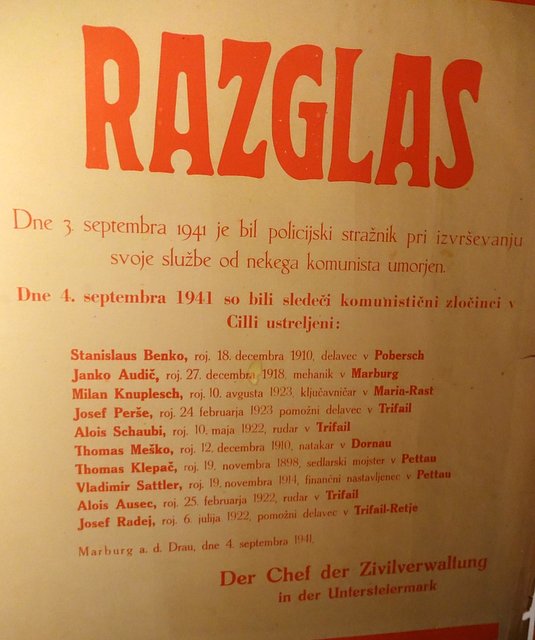 RAZGLAS
Dne 3. septembra 1941 je bil policijski stražnik pri izvrševanju
svoje službe od nekega komunista umorjen.
Dne 4. septembra 1941 so bili sledeči komunistični zločinci v
Cilli ustreljeni:
Stanislaus Benko, roj. 18. decembra 1910, delavec v Pobersch
Janko Audič, roj. 27. decembra 1918, mehanik v Marburg
Milan Knuplesch, roj. 10. avgusta 1923, ključavničar v Maria-Rast
Josef Perše, roj. 24. februarja 1923 pomožni delavec v Trifail
Alois Schaubi, roj. 10. maja 1922, rudar v Trifail
Thomas Meško, roj. 12. decembra 1910, natakar v Dornau
Thomas Klepač, roj. 19. novembra 1898, sedlarski mojster v Pettau
Vladimir Sattler, roj. 19. novembra 1914, finančni nastavljenec v Pettau
Alois Ausec, roj. 25. februarja 1922, rudar v Trifail
Josef Radej, roj. 6. julija 1922, pomožni delavec v Trifail-Retje
Marburg a. d. Drau, dne 4. septembra 1941.
Der Chef der Zivilverwaltung
in der Untersteiermark